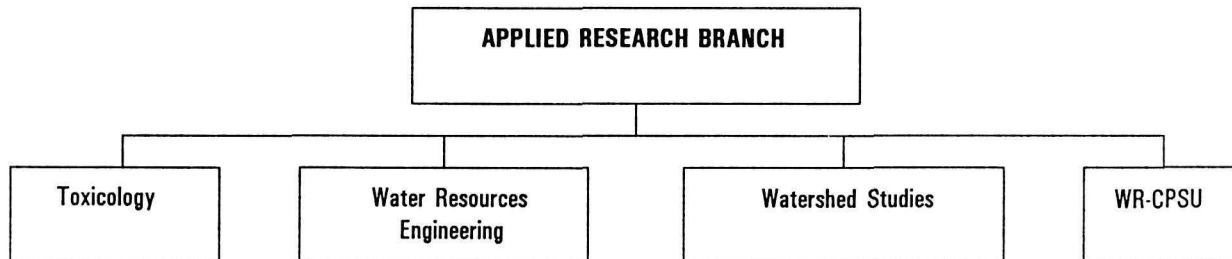 APPLIED RESEARCH BRANCH
Toxicology
Water Resources
Engineering
Watershed Studies
WR-CPSU